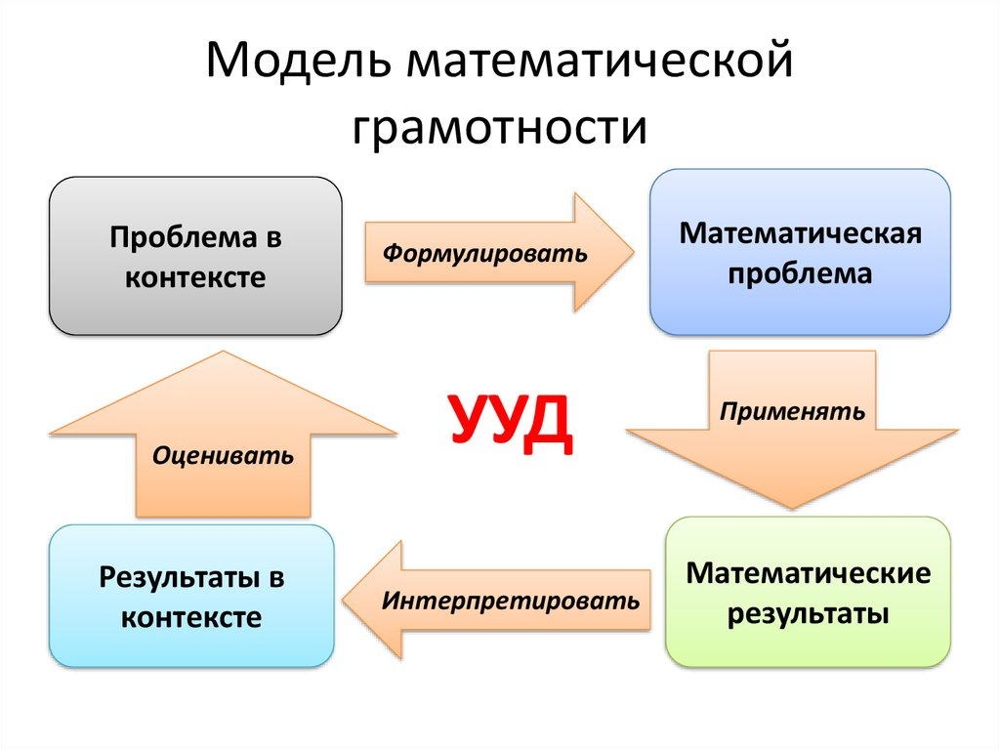 Модель математической
грамотности
Проблема в
контексте
Формулировать
Математическая
проблема
УУД
Применять
Оценивать
Результаты в
контексте
Интерпретировать
Математические
результаты